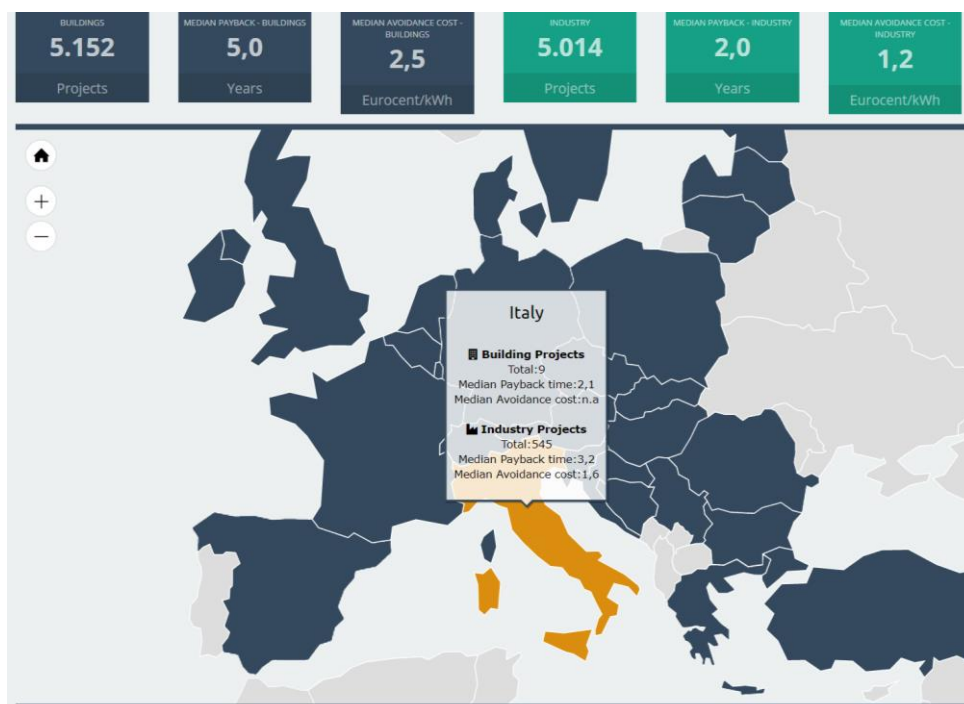 BUILDINGS
5.152
Projects
MEDIAN PAYBACK - BUILDINGS
5,0
Years
MEDIAN AVOIDANCE COST -
BUILDINGS
2,5
Eurocent/kWh
INDUSTRY
5.014
Projects
MEDIAN PAYBACK - INDUSTRY
2,0
Years
MEDIAN AVOIDANCE COST -
INDUSTRY
1,2
Eurocent/kWh
Italy
Building Projects
Total:9
Median Payback time:2,1
Median Avoidance cost:n.a
Industry Projects
Total:545
Median Payback time:3,2
Median Avoidance cost:1,6